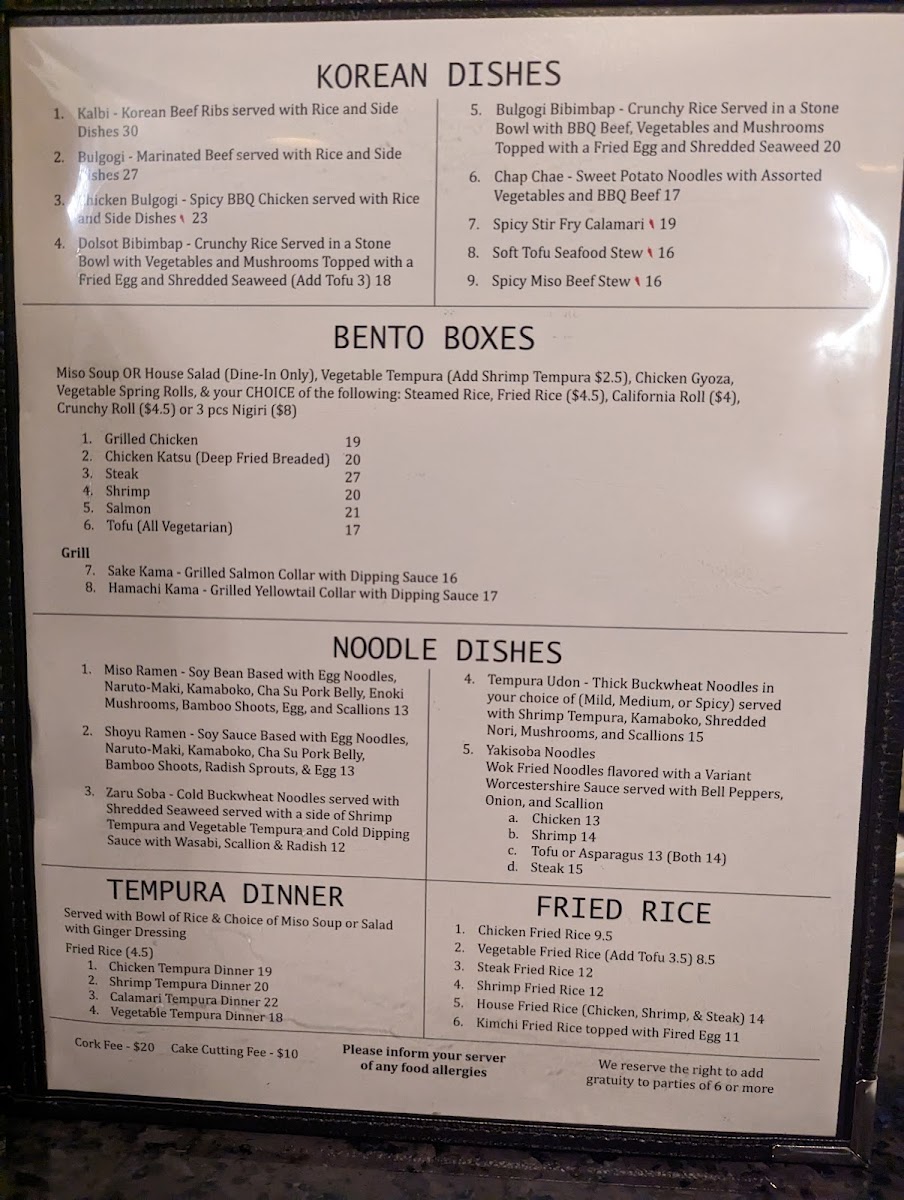 KOREAN DISHES
1. Kalbi - Korean Beef Ribs served with Rice and Side
Dishes 30
2. Bulgogi - Marinated Beef served with Rice and Side
Dishes 27
3. Chicken Bulgogi - Spicy BBQ Chicken served with Rice
and Side Dishes 23
4. Dolsot Bibimbap - Crunchy Rice Served in a Stone
Bowl with Vegetables and Mushrooms Topped with a
Fried Egg and Shredded Seaweed (Add Tofu 3) 18
5. Bulgogi Bibimbap - Crunchy Rice Served in a Stone
Bowl with BBQ Beef, Vegetables and Mushrooms
Topped with a Fried Egg and Shredded Seaweed 20
6. Chap Chae - Sweet Potato Noodles with Assorted
Vegetables and BBQ Beef 17
7. Spicy Stir Fry Calamari 19
8. Soft Tofu Seafood Stew 16
9. Spicy Miso Beef Stew 16
BENTO BOXES
Miso Soup OR House Salad (Dine-In Only), Vegetable Tempura (Add Shrimp Tempura $2.5), Chicken Gyoza,
Vegetable Spring Rolls, & your CHOICE of the following: Steamed Rice, Fried Rice ($4.5), California Roll ($4),
Crunchy Roll ($4.5) or 3 pcs Nigiri ($8)
1. Grilled Chicken 19
2. Chicken Katsu (Deep Fried Breaded) 20
3. Steak 27
4. Shrimp 20
5. Salmon 21
6. Tofu (All Vegetarian) 17
Grill
7. Sake Kama - Grilled Salmon Collar with Dipping Sauce 16
8. Hamachi Kama - Grilled Yellowtail Collar with Dipping Sauce 17
NOODLE DISHES
1. Miso Ramen - Soy Bean Based with Egg Noodles,
Naruto-Maki, Kamaboko, Cha Su Pork Belly, Enoki
Mushrooms, Bamboo Shoots, Egg, and Scallions 13
2. Shoyu Ramen - Soy Sauce Based with Egg Noodles,
Naruto-Maki, Kamaboko, Cha Su Pork Belly,
Bamboo Shoots, Radish Sprouts, & Egg 13
3. Zaru Soba - Cold Buckwheat Noodles served with
Shredded Seaweed served with a side of Shrimp
Tempura and Vegetable Tempura and Cold Dipping
Sauce with Wasabi, Scallion & Radish 12
4. Tempura Udon - Thick Buckwheat Noodles in
your choice of (Mild, Medium, or Spicy) served
with Shrimp Tempura, Kamaboko, Shredded
Nori, Mushrooms, and Scallions 15
5. Yakisoba Noodles
Wok Fried Noodles flavored with a Variant
Worcestershire Sauce served with Bell Peppers,
Onion, and Scallion
a. Chicken 13
b. Shrimp 14
c. Tofu or Asparagus 13 (Both 14)
d. Steak 15
TEMPURA DINNER
Served with Bowl of Rice & Choice of Miso Soup or Salad
with Ginger Dressing
Fried Rice (4.5)
1. Chicken Tempura Dinner 19
2. Shrimp Tempura Dinner 20
3. Calamari Tempura Dinner 22
4. Vegetable Tempura Dinner 18
FRIED RICE
1. Chicken Fried Rice 9.5
2. Vegetable Fried Rice (Add Tofu 3.5) 8.5
3. Steak Fried Rice 12
4. Shrimp Fried Rice 12
5. House Fried Rice (Chicken, Shrimp, & Steak) 14
6. Kimchi Fried Rice topped with Fired Egg 11
Cork Fee - $20 Cake Cutting Fee - $10
Please inform your server
of any food allergies
We reserve the right to add
gratuity to parties of 6 or more